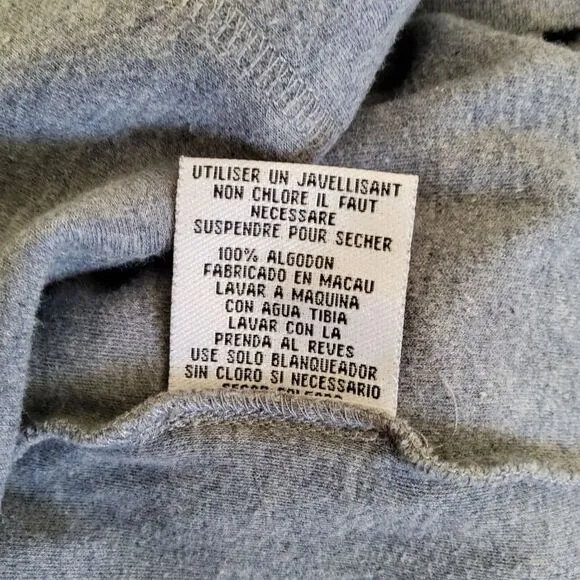 UTILISER UN JAVELLISANT
NON CHLORE IL FAUT
NECESSARE
SUSPENDRE POUR SECHER
100% ALGODON
FABRICADO EN MACAU
LAVAR A MAQUINA
CON AGUA TIBIA
LAVAR CON LA
PRENDA AL REVES
USE SOLO BLANQUEADOR
SIN CLORO SI NECESSARIO